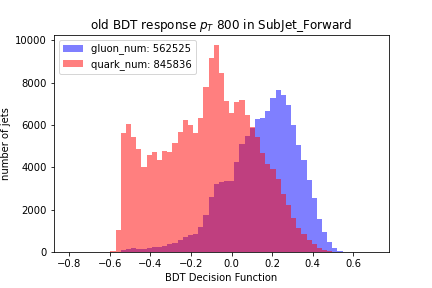 old BDT response p_T 800 in SubJet_Forward
gluon_num: 562525
quark_num: 845836
number of jets
10000
8000
6000
4000
2000
0
−0.8 −0.6 −0.4 −0.2 0.0 0.2 0.4 0.6
BDT Decision Function